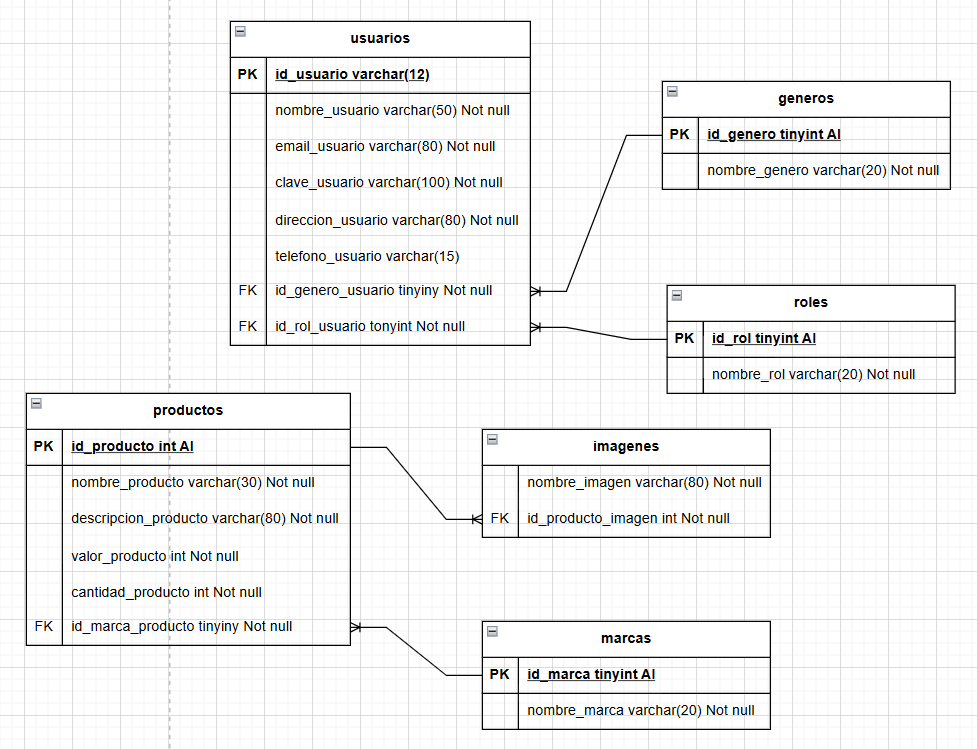 usuarios
PK id_usuario varchar(12)
nombre_usuario varchar(50) Not null
email_usuario varchar(80) Not null
clave_usuario varchar(100) Not null
direccion_usuario varchar(80) Not null
telefono_usuario varchar(15)
FK id_genero_usuario tinyiny Not null
FK id_rol_usuario tonyint Not null
generos
PK id_genero tinyint AI
nombre_genero varchar(20) Not null
roles
PK id_rol tinyint AI
nombre_rol varchar(20) Not null
productos
PK id_producto int AI
nombre_producto varchar(30) Not null
descripcion_producto varchar(80) Not null
valor_producto int Not null
cantidad_producto int Not null
FK id_marca_producto tinyiny Not null
imagenes
nombre_imagen varchar(80) Not null
FK id_producto_imagen int Not null
marcas
PK id_marca tinyint AI
nombre_marca varchar(20) Not null